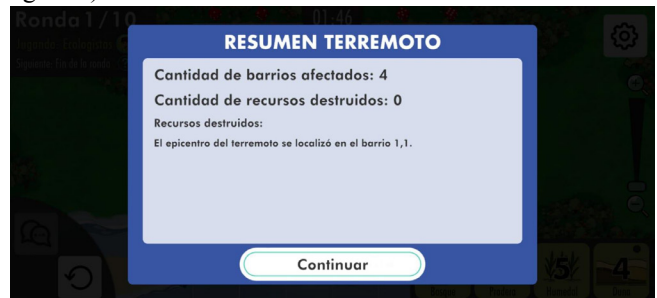 Ronda 1 / 10
01:46
RESUMEN TERREMOTO
Cantidad de barrios afectados: 4
Cantidad de recursos destruidos: 0
Recursos destruidos:
El epicentro del terremoto se localizó en el barrio 1,1.
Continuar
5
4